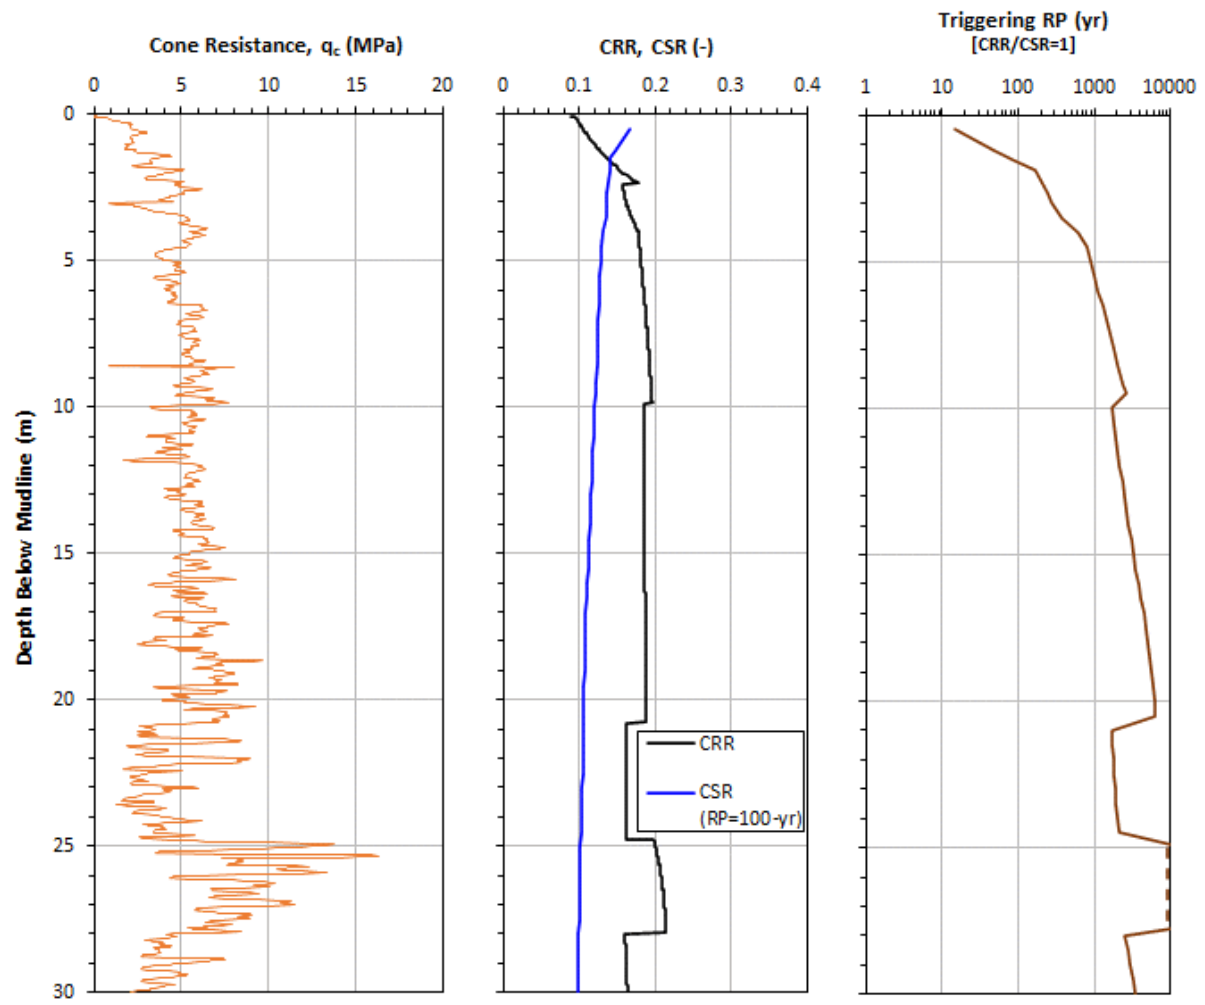 Cone Resistance, qc (MPa)
0 5 10 15 20
CRR, CSR (-)
0 0.1 0.2 0.3 0.4
Triggering RP (yr)
[CRR/CSR=1]
1 10 100 1000 10000
Depth Below Mudline (m)
0
5
10
15
20
25
30
CRR
CSR
(RP=100-yr)